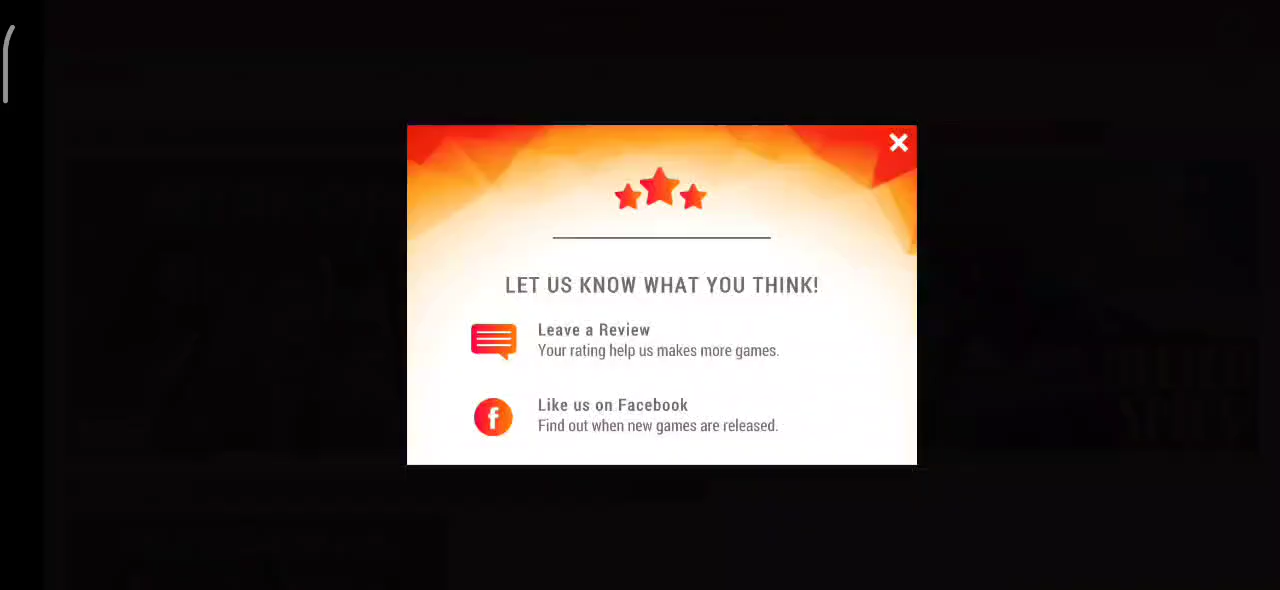 LET US KNOW WHAT YOU THINK!
Leave a Review
Your rating help us makes more games.
Like us on Facebook
Find out when new games are released.